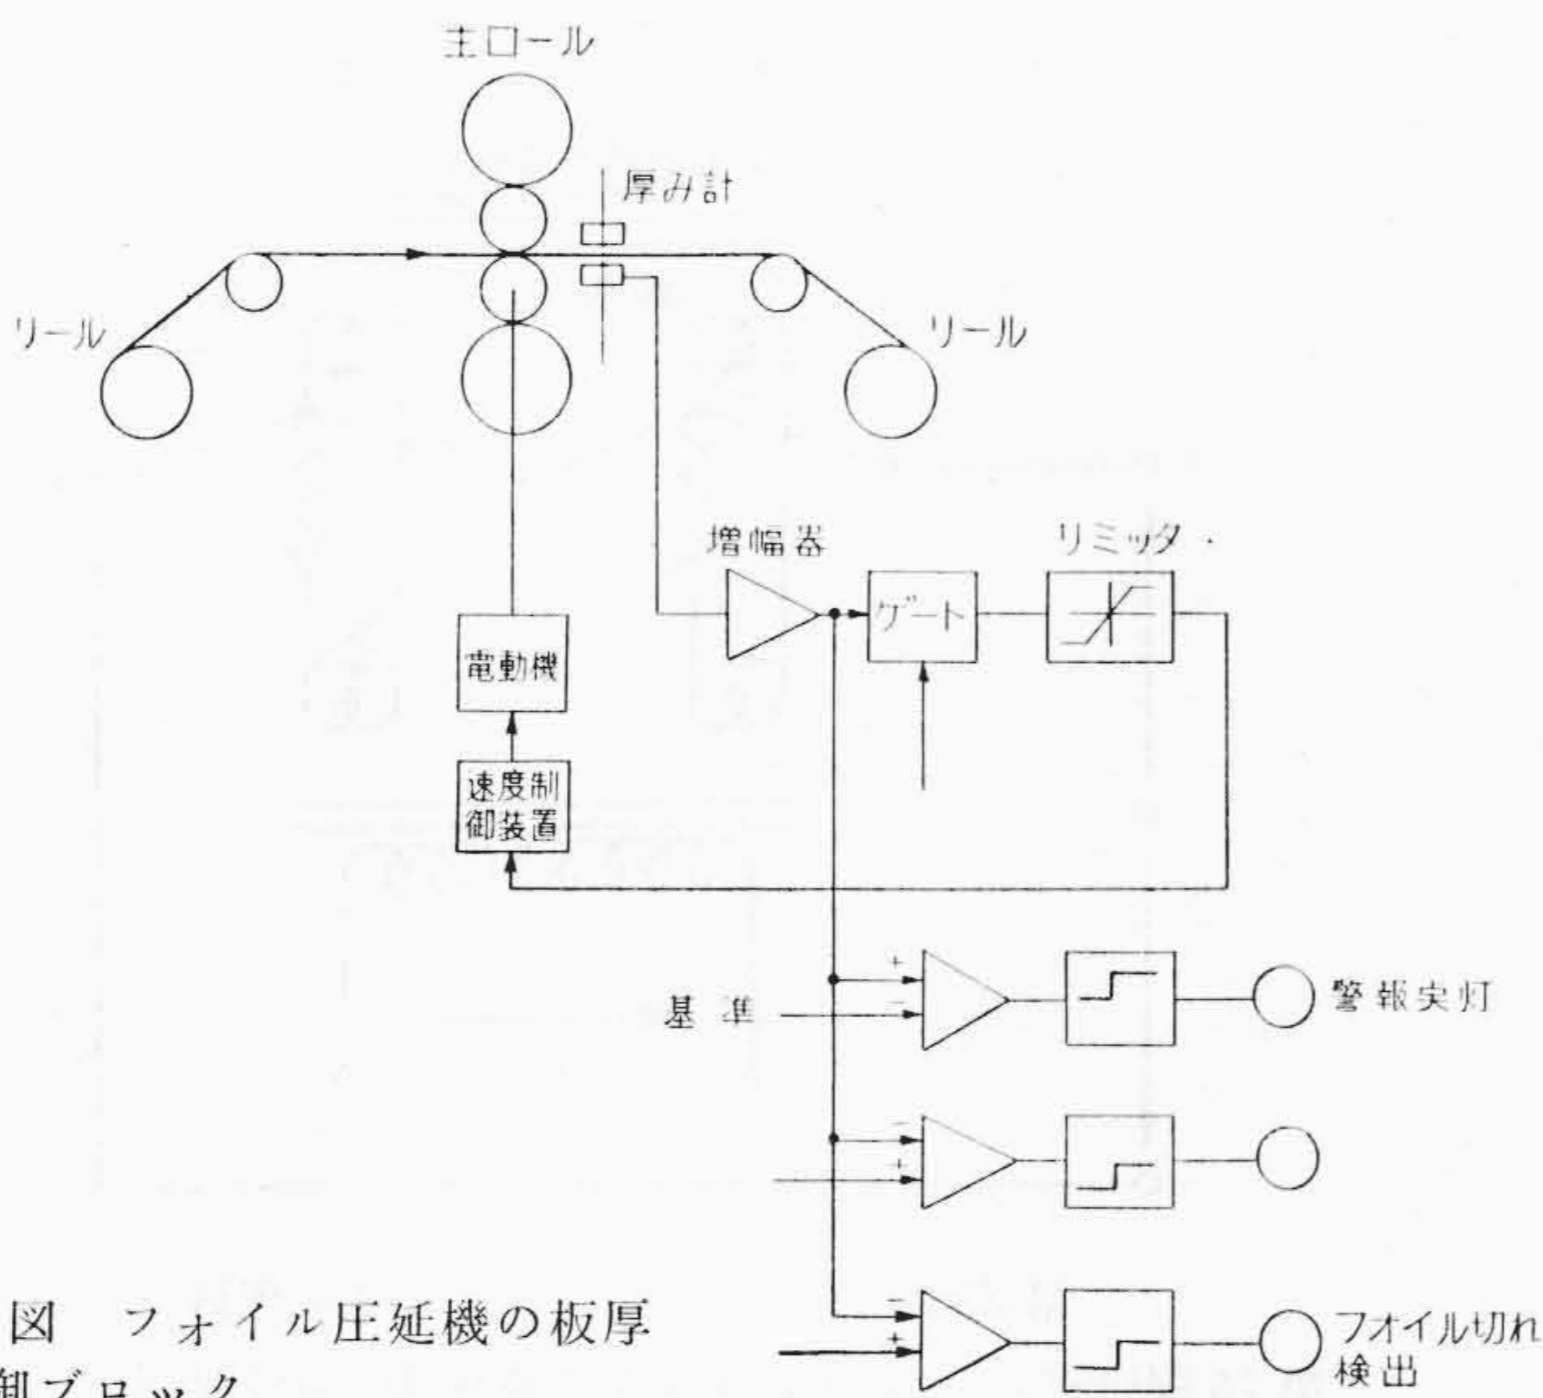 主ロール
厚み計
リール
リール
増幅器
ゲート
リミッタ
電動機
速度制
御装置
+
−
基準
警報実灯
−
+
−
+
フオイル切れ
検出
図 フォイル圧延機の板厚
御ブロック